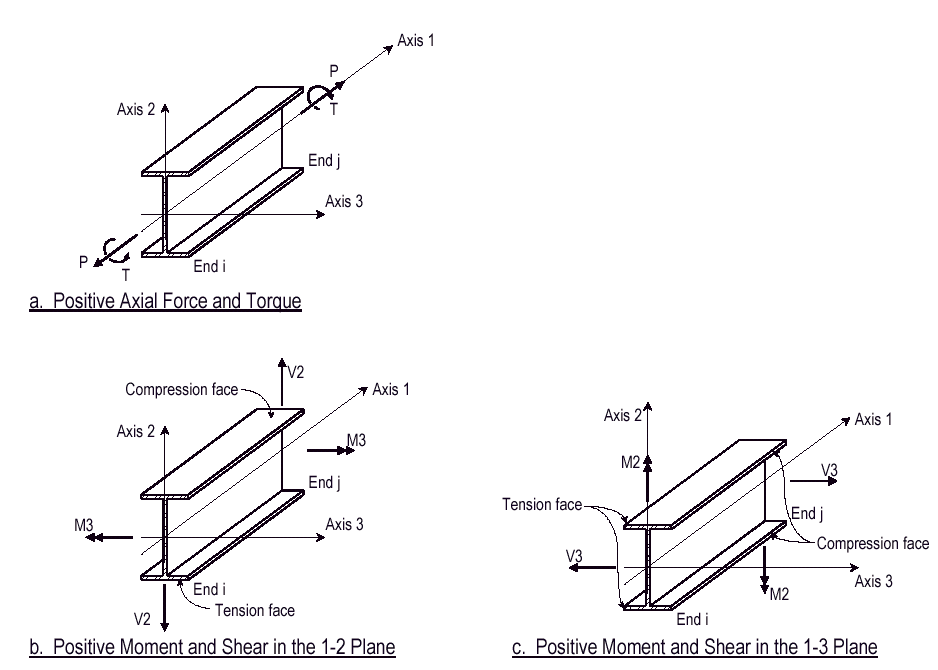 Axis 1
P
T
Axis 2
End j
Axis 3
P
T
End i
a. Positive Axial Force and Torque
V2
Compression face
Axis 1
Axis 2
M3
End j
M3
Axis 3
End i
Tension face
V2
b. Positive Moment and Shear in the 1-2 Plane
Axis 2
Axis 1
M2
V3
Tension face
End j
Compression face
V3
Axis 3
M2
End i
c. Positive Moment and Shear in the 1-3 Plane